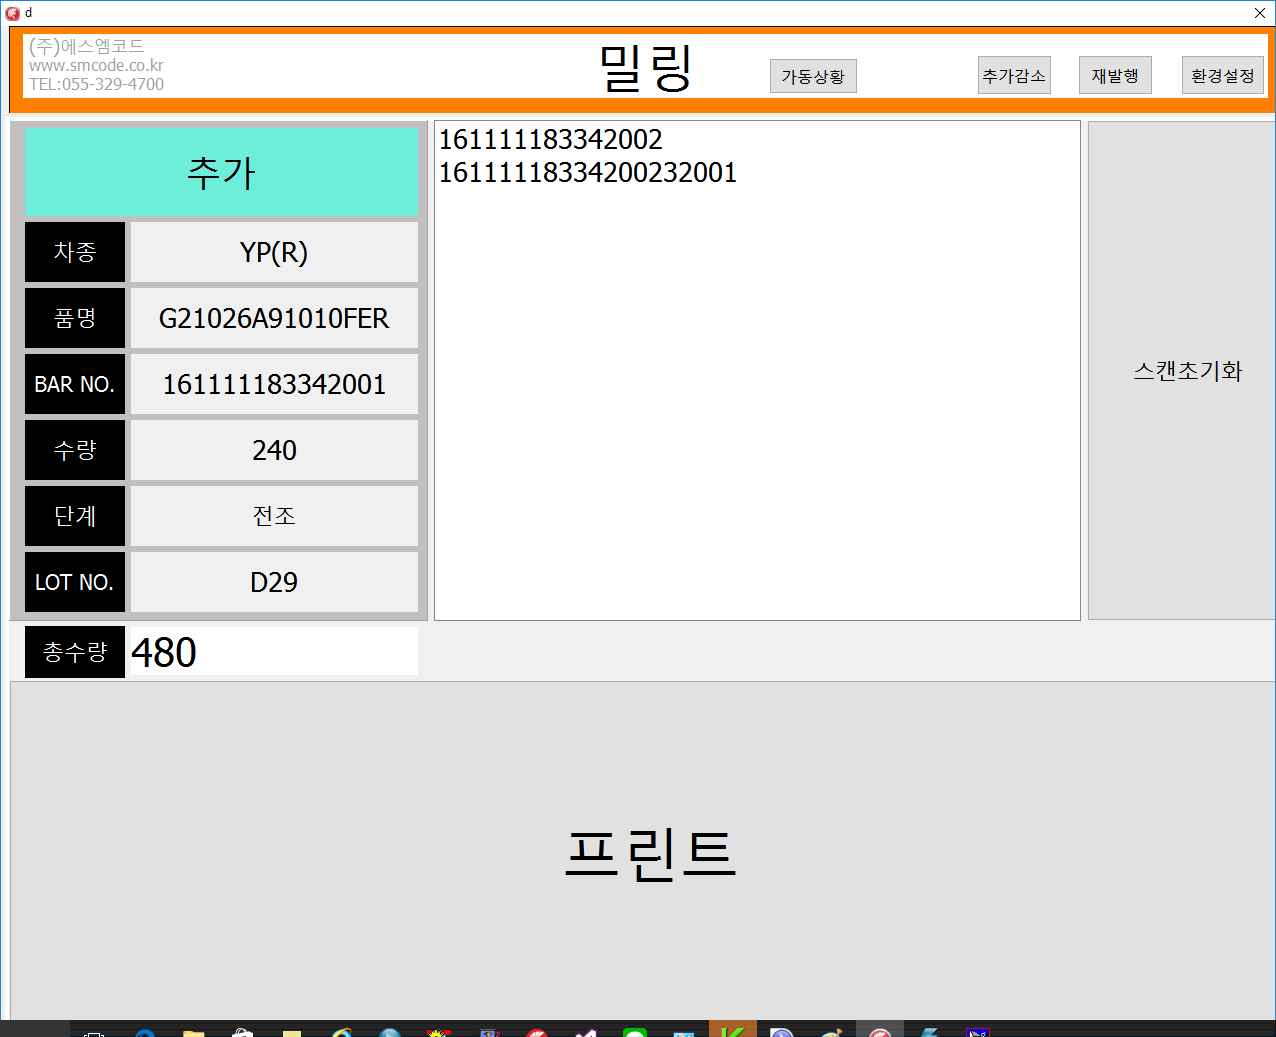 d
(주)에스엠코드
www.smcode.co.kr
TEL:055-329-4700
밀링
가동상황
추가감소
재발행
환경설정
추가
차종 YP(R)
품명 G21026A91010FER
BAR NO. 161111183342001
수량 240
단계 전조
LOT NO. D29
총수량 480
161111183342002
16111118334200232001
스캔초기화
프린트